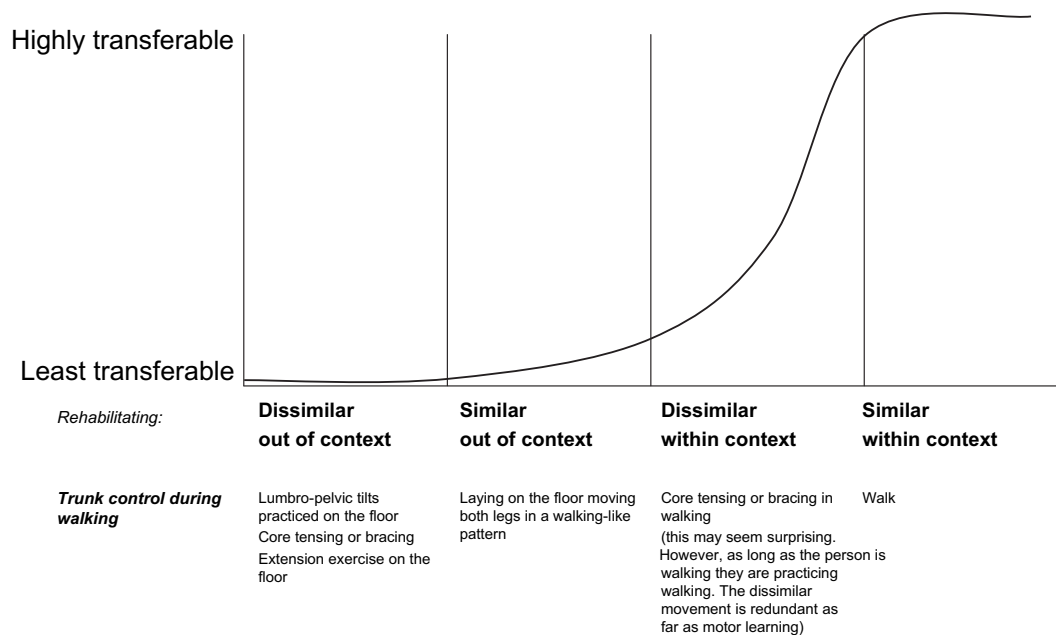 Highly transferable
Least transferable
Rehabilitating:
Dissimilar
out of context
Similar
out of context
Dissimilar
within context
Similar
within context
Trunk control during
walking
Lumbro-pelvic tilts
practiced on the floor
Core tensing or bracing
Extension exercise on the
floor
Laying on the floor moving
both legs in a walking-like
pattern
Core tensing or bracing in
walking
(this may seem surprising.
However, as long as the person is
walking they are practicing
walking. The dissimilar
movement is redundant as
far as motor learning)
Walk